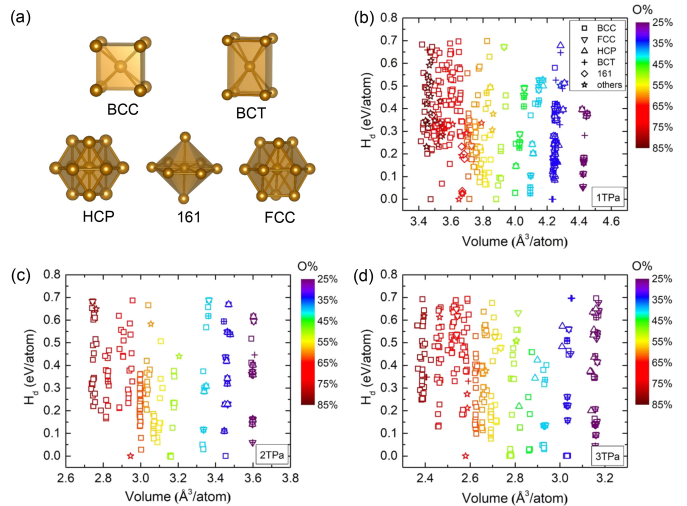 (a)
BCC
BCT
HCP
161
FCC
(b)
O%
H_d (eV/atom)
0.8
0.7
0.6
0.5
0.4
0.3
0.2
0.1
0.0
BCC
FCC
HCP
BCT
161
others
1TPa
3.4 3.6 3.8 4.0 4.2 4.4 4.6
Volume (Å³/atom)
25%
35%
45%
55%
65%
75%
85%
(c)
O%
H_d (eV/atom)
0.8
0.7
0.6
0.5
0.4
0.3
0.2
0.1
0.0
2TPa
2.6 2.8 3.0 3.2 3.4 3.6 3.8
Volume (Å³/atom)
25%
35%
45%
55%
65%
75%
85%
(d)
O%
H_d (eV/atom)
0.8
0.7
0.6
0.5
0.4
0.3
0.2
0.1
0.0
3TPa
2.4 2.6 2.8 3.0 3.2
Volume (Å³/atom)
25%
35%
45%
55%
65%
75%
85%